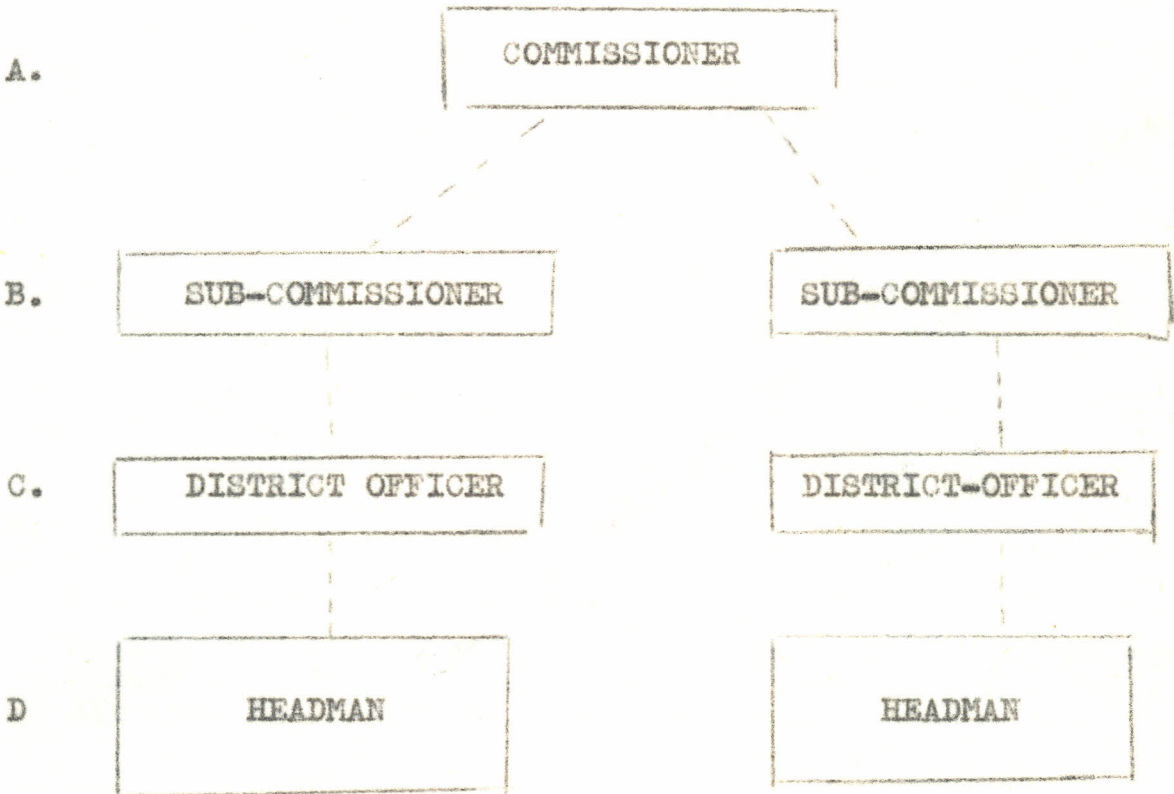 A. COMMISSIONER
B. SUB-COMMISSIONER SUB-COMMISSIONER
C. DISTRICT OFFICER DISTRICT-OFFICER
D HEADMAN HEADMAN